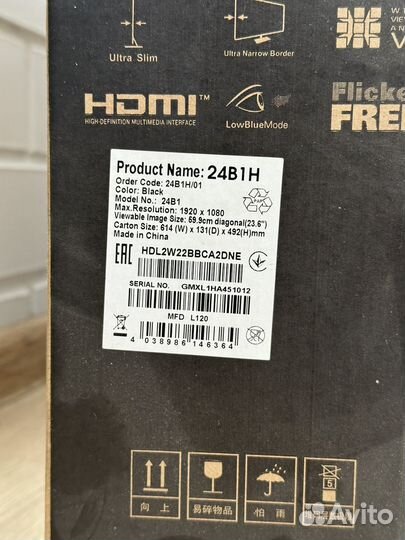 Ultra Slim
Ultra Narrow Border
HDMI™
HIGH-DEFINITION MULTIMEDIA INTERFACE
LowBlueMode
Flicke
FREE
Product Name: 24B1H
Order Code: 24B1H/01
Color: Black
Model No.: 24B1
Max.Resolution: 1920 x 1080
Viewable Image Size: 59.9cm diagonal(23.6")
Carton Size: 614 (W) x 131(D) x 492(H)mm
Made in China
PAP
EAC
HDL2W22BBCA2DNE
SERIAL NO. GMXL1HA451012
MFD L120
4 038986 146364
5
向上
易碎物品
怕雨
Avito